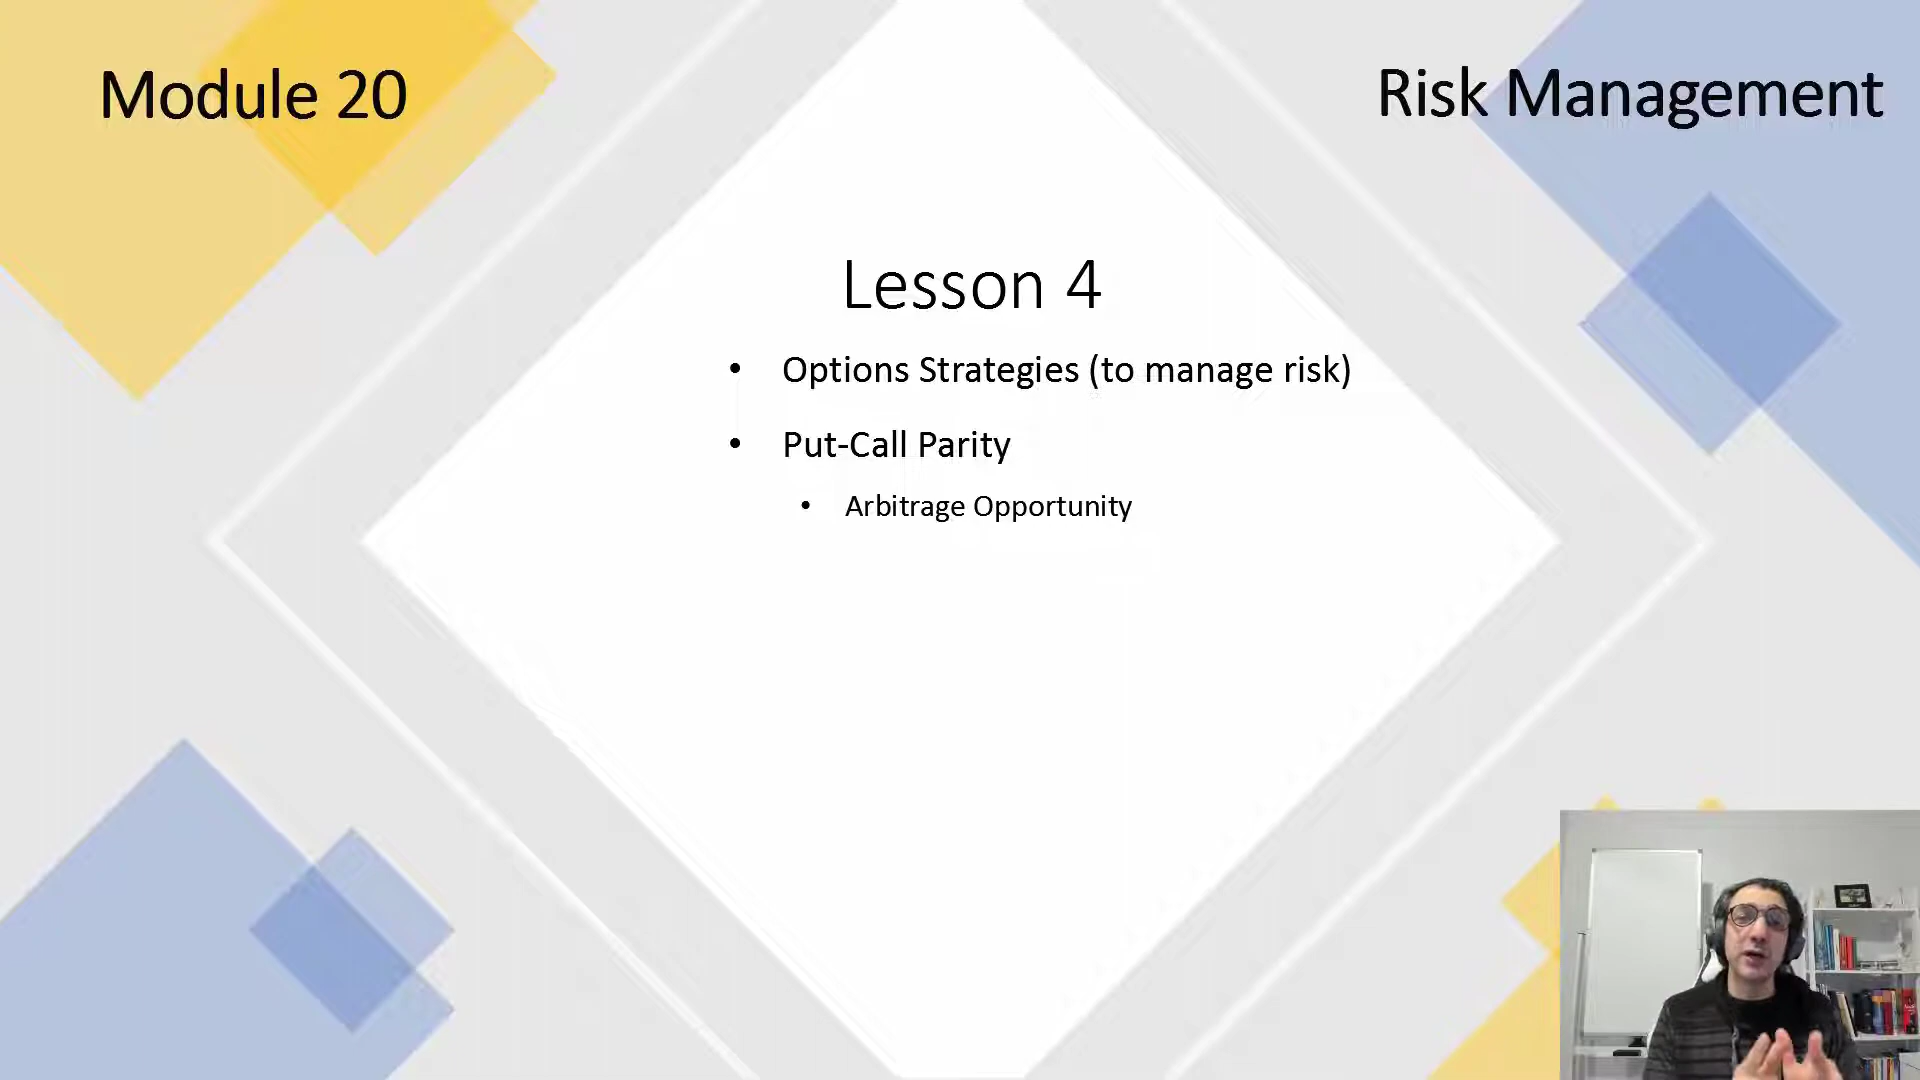 Module 20
Risk Management
Lesson 4
• Options Strategies (to manage risk)
• Put-Call Parity
• Arbitrage Opportunity